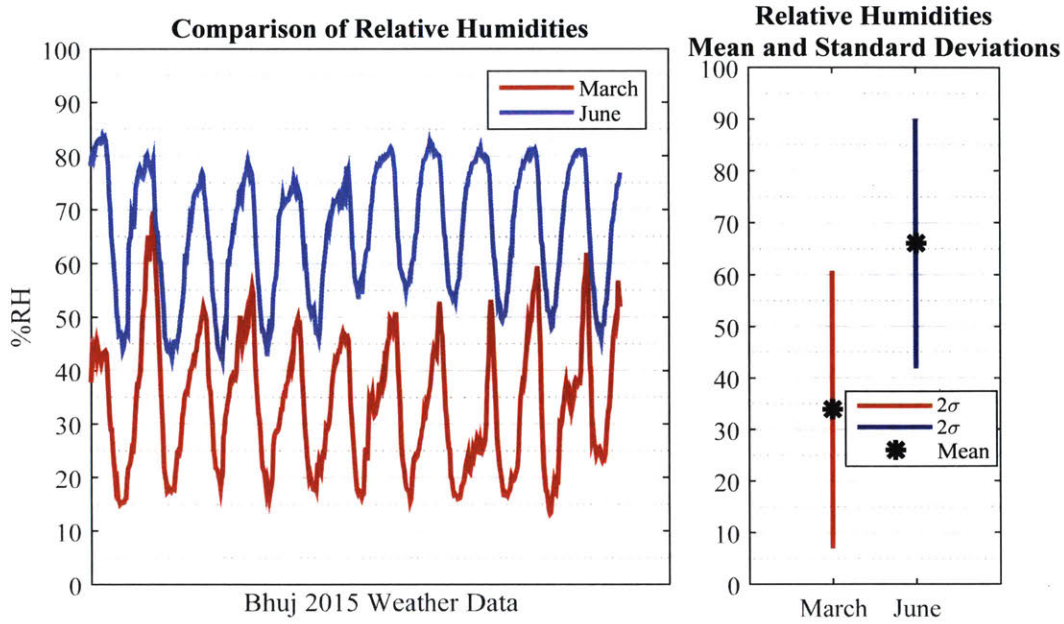 Comparison of Relative Humidities
100
90
80
70
60
50
40
30
20
10
0
%RH
March
June
Bhuj 2015 Weather Data
Relative Humidities
Mean and Standard Deviations
100
90
80
70
60
50
40
30
20
10
0
2σ
2σ
Mean
March June